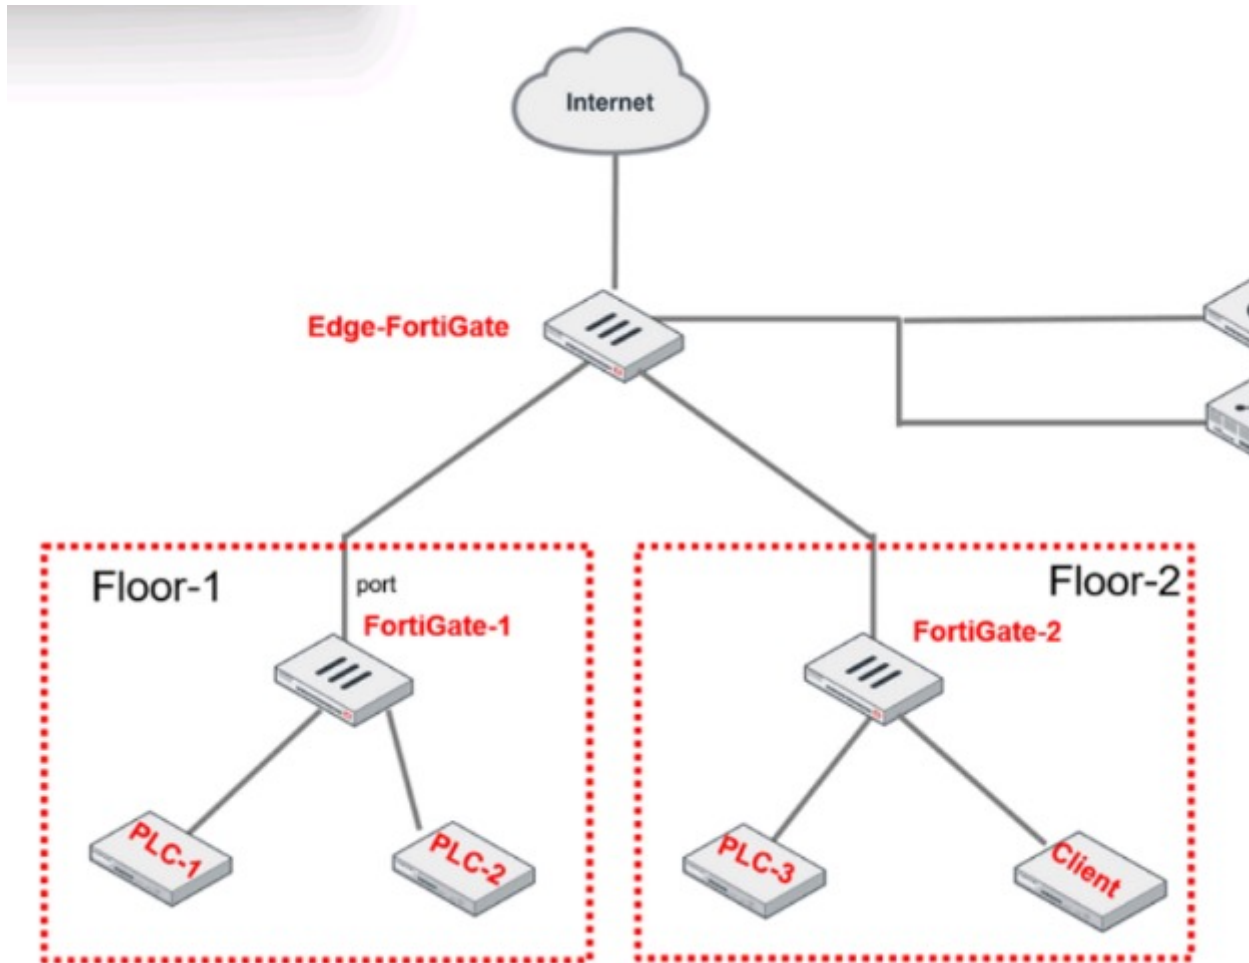 Internet
Edge-FortiGate
Floor-1
port
FortiGate-1
PLC-1
PLC-2
Floor-2
FortiGate-2
PLC-3
Client